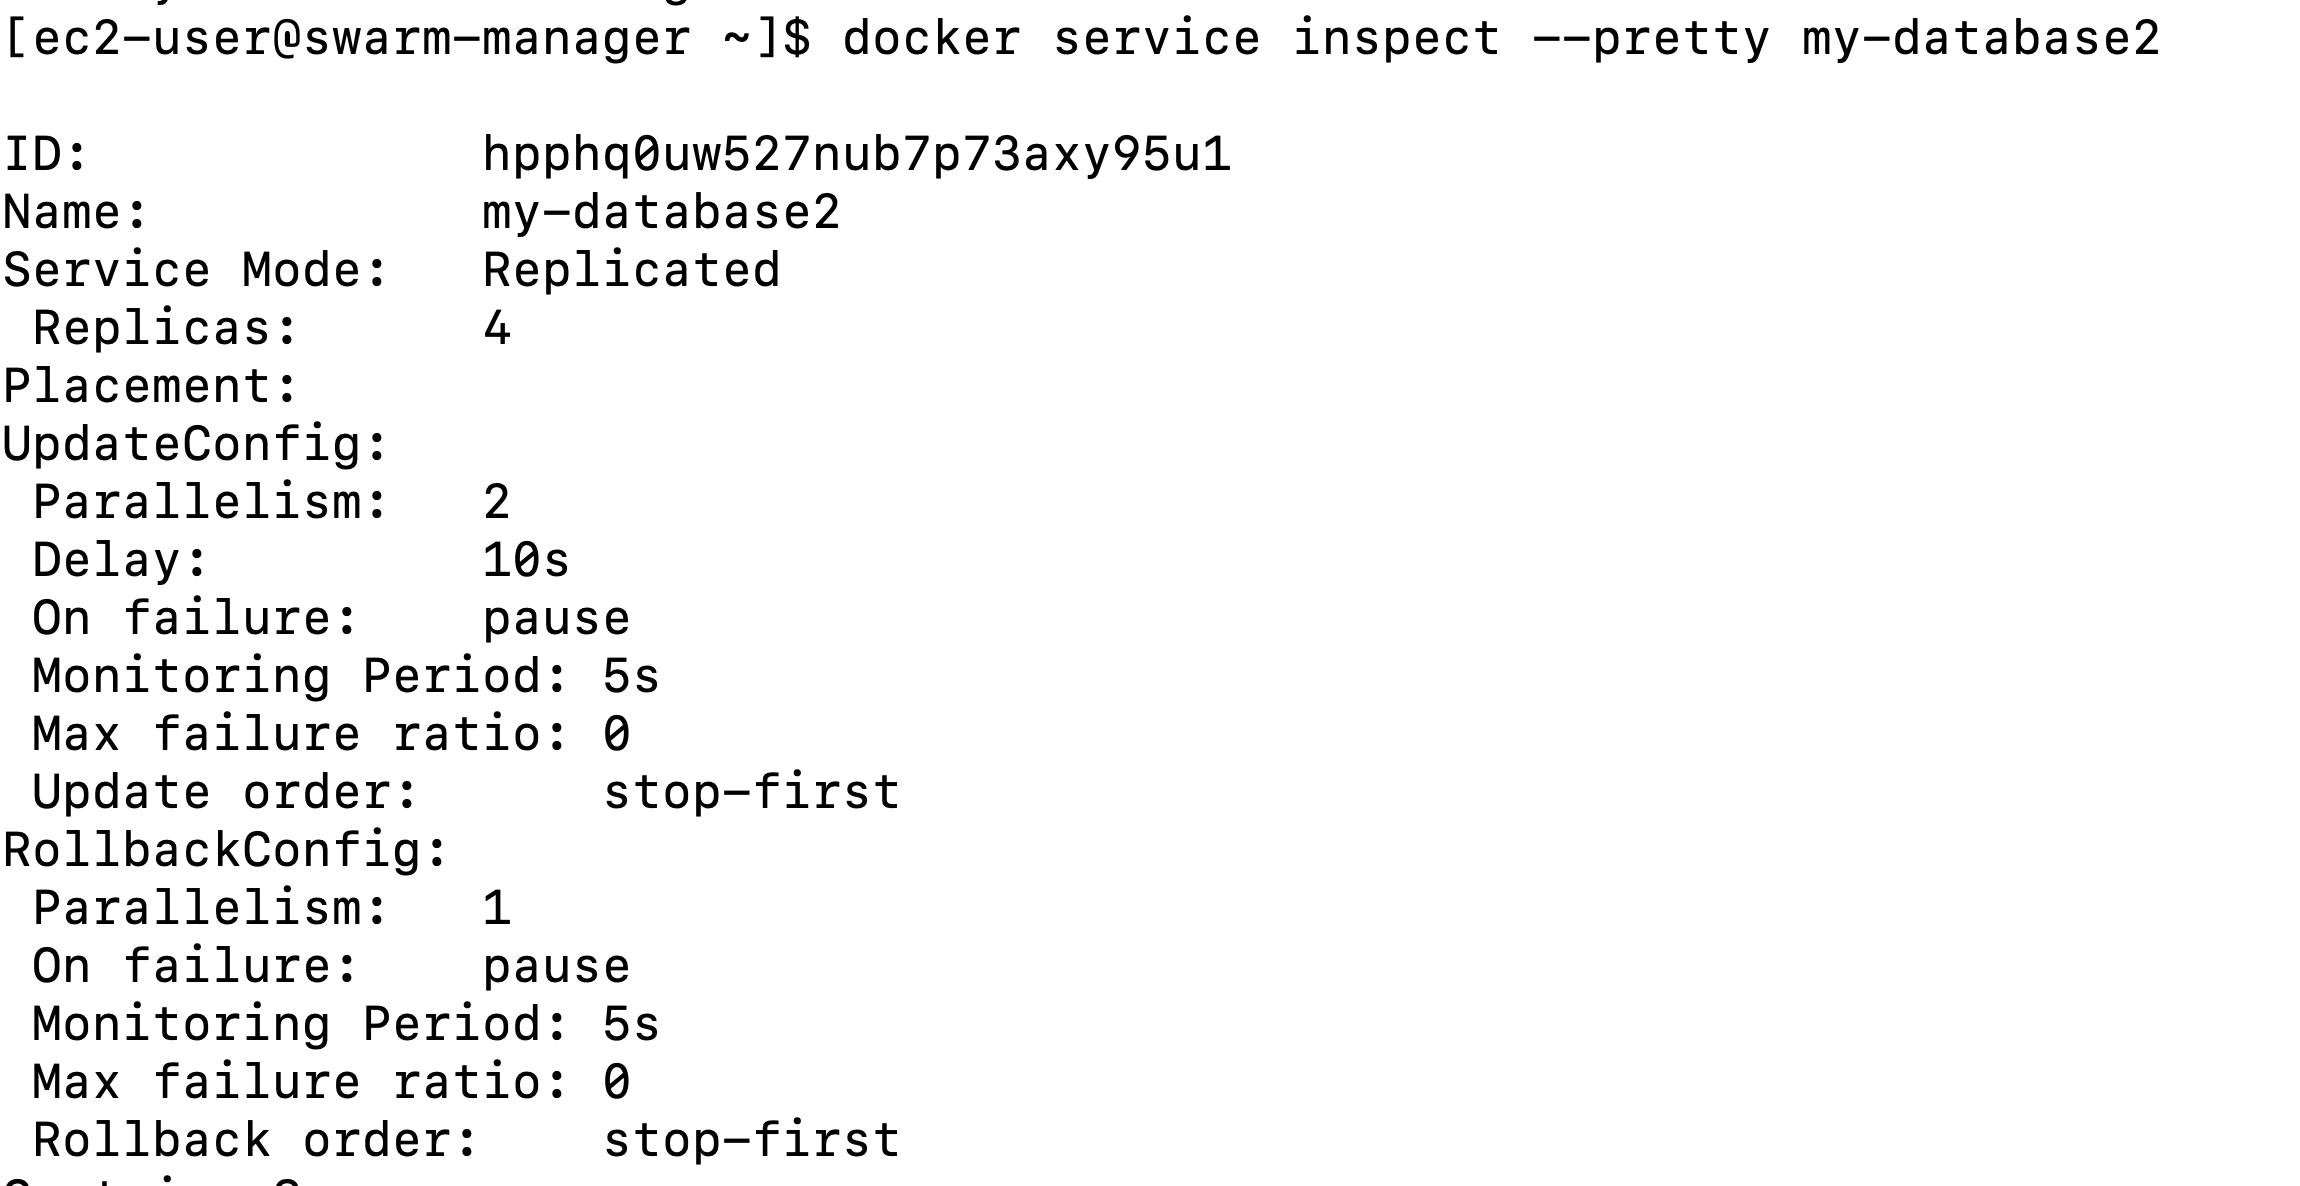 [ec2-user@swarm-manager ~]$ docker service inspect --pretty my-database2
ID: hpphq0uw527nub7p73axy95u1
Name: my-database2
Service Mode: Replicated
Replicas: 4
Placement:
UpdateConfig:
Parallelism: 2
Delay: 10s
On failure: pause
Monitoring Period: 5s
Max failure ratio: 0
Update order: stop-first
RollbackConfig:
Parallelism: 1
On failure: pause
Monitoring Period: 5s
Max failure ratio: 0
Rollback order: stop-first